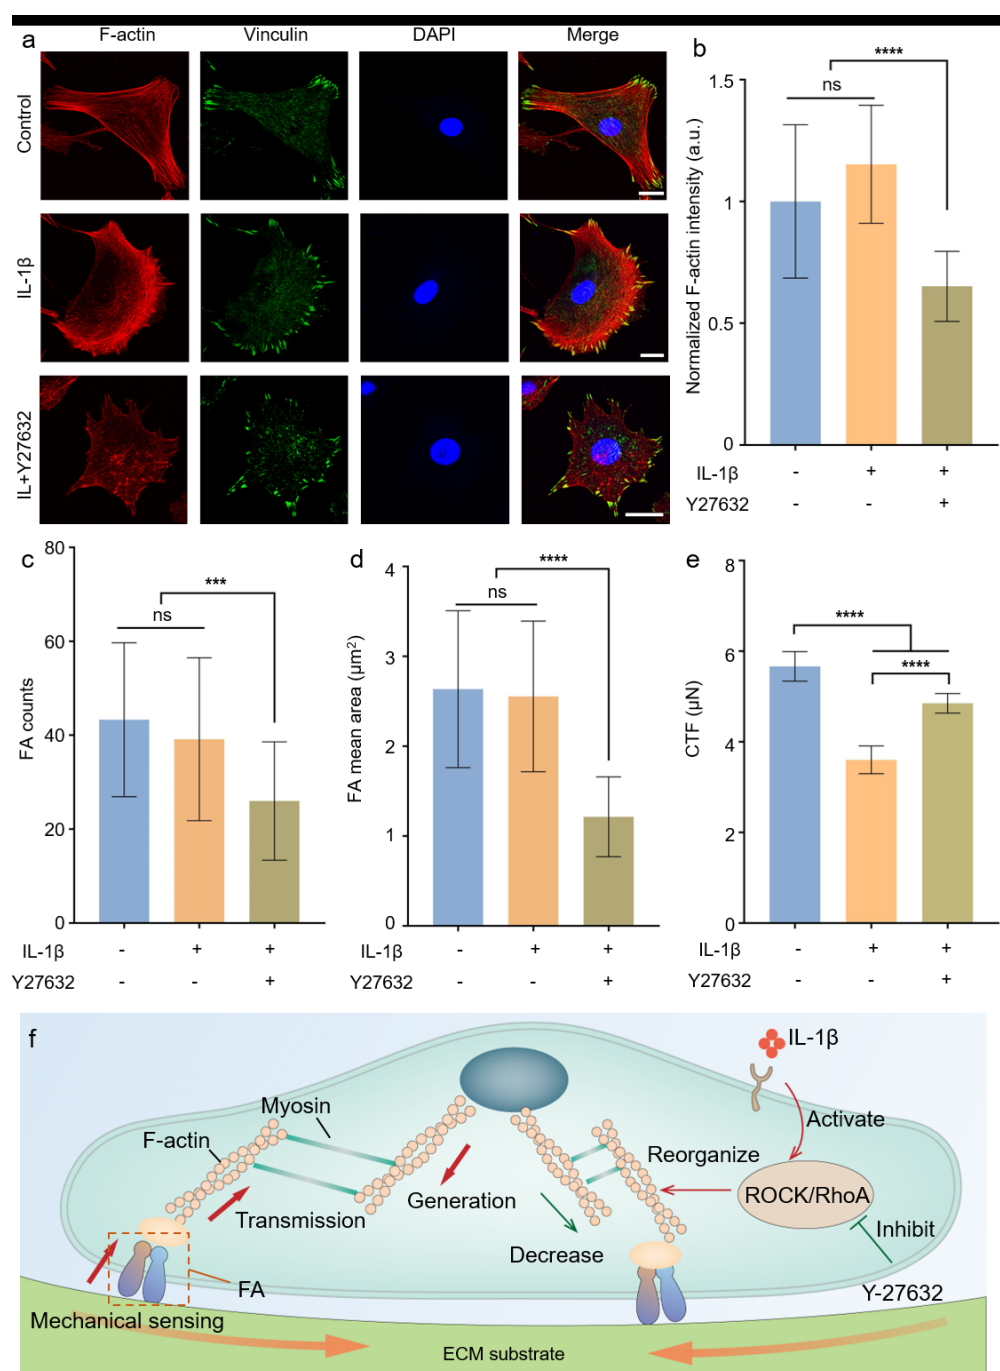 a
F-actin
Vinculin
DAPI
Merge
Control
IL-1β
IL+Y27632
b
****
ns
Normalized F-actin intensity (a.u.)
1.5
1
0.5
0
IL-1β - + +
Y27632 - - +
c
***
ns
FA counts
80
60
40
20
0
IL-1β - + +
Y27632 - - +
d
****
ns
FA mean area (μm²)
4
3
2
1
0
IL-1β - + +
Y27632 - - +
e
****
****
CTF (μN)
8
6
4
2
0
IL-1β - + +
Y27632 - - +
f
IL-1β
Myosin
Activate
F-actin
Reorganize
ROCK/RhoA
Generation
Transmission
Inhibit
Decrease
FA
Y-27632
Mechanical sensing
ECM substrate